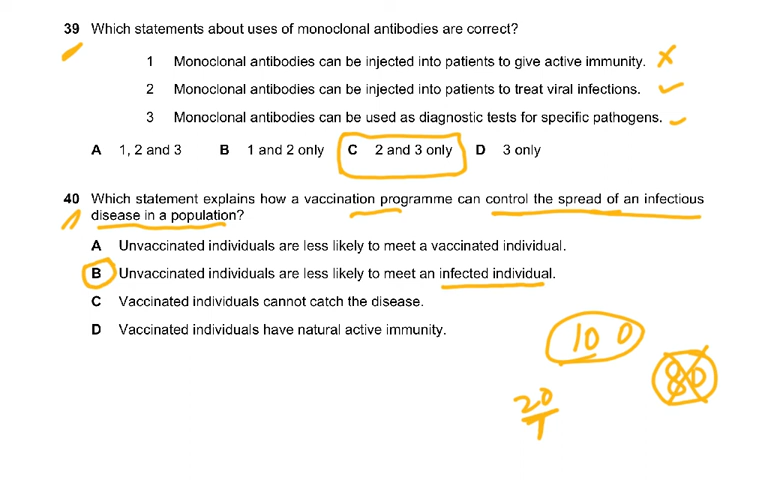 39 Which statements about uses of monoclonal antibodies are correct?
1 Monoclonal antibodies can be injected into patients to give active immunity.
2 Monoclonal antibodies can be injected into patients to treat viral infections.
3 Monoclonal antibodies can be used as diagnostic tests for specific pathogens.
A 1, 2 and 3 B 1 and 2 only C 2 and 3 only D 3 only
40 Which statement explains how a vaccination programme can control the spread of an infectious
disease in a population?
A Unvaccinated individuals are less likely to meet a vaccinated individual.
B Unvaccinated individuals are less likely to meet an infected individual.
C Vaccinated individuals cannot catch the disease.
D Vaccinated individuals have natural active immunity.
100
80
20
1